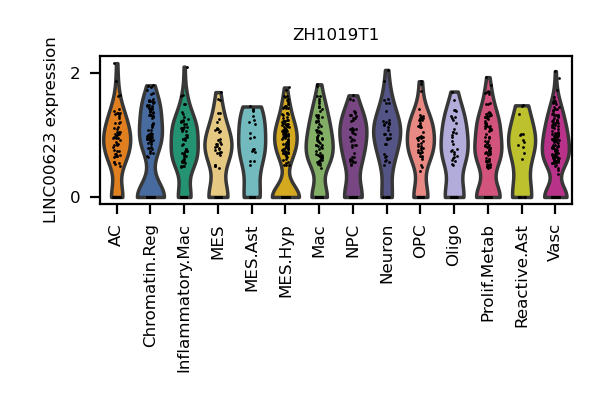 ZH1019T1
LINC00623 expression
2
0
AC
Chromatin.Reg
Inflammatory.Mac
MES
MES.Ast
MES.Hyp
Mac
NPC
Neuron
OPC
Oligo
Prolif.Metab
Reactive.Ast
Vasc